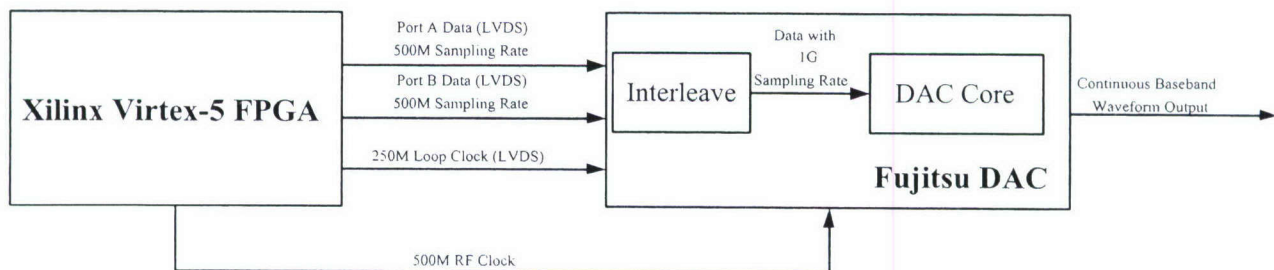 Port A Data (LVDS)
500M Sampling Rate
Port B Data (LVDS)
500M Sampling Rate
250M Loop Clock (LVDS)
Xilinx Virtex-5 FPGA
Data with
1G
Sampling Rate
Interleave
DAC Core
Fujitsu DAC
Continuous Baseband
Waveform Output
500M RF Clock